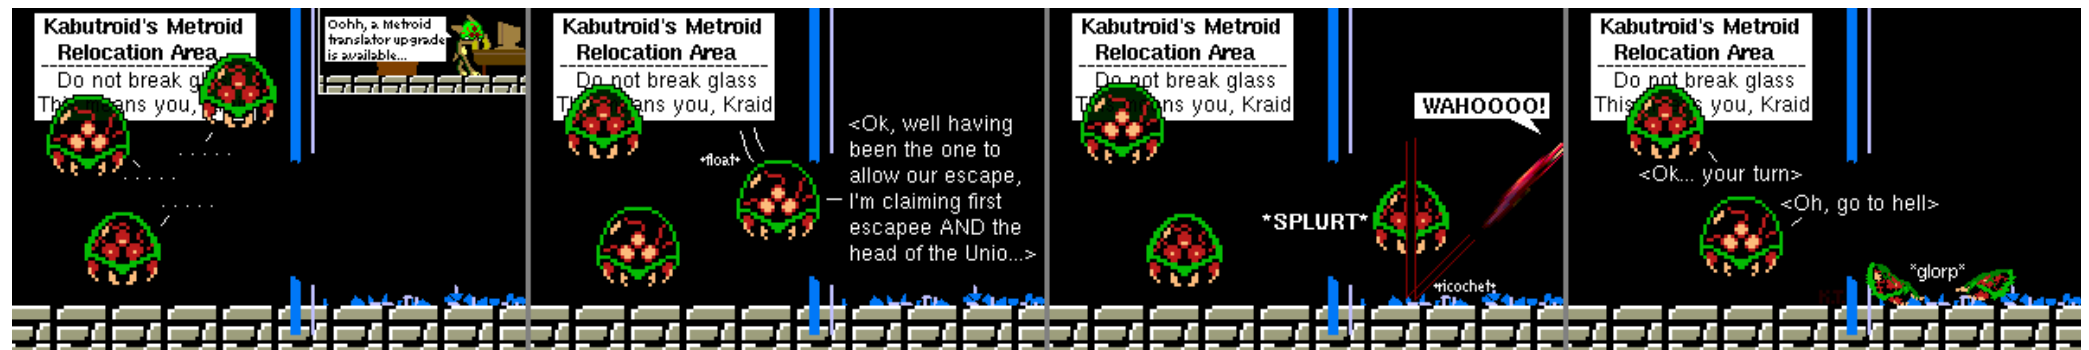 Kabutroid's Metroid
Relocation Area
Do not break gl
Th ans you,
Oohh, a Metroid
translator upgrade
is available...
.....
.....
.....
Kabutroid's Metroid
Relocation Area
Do not break glass
Th ans you, Kraid
*float*
<Ok, well having
been the one to
allow our escape,
I'm claiming first
escapee AND the
head of the Unio...>
Kabutroid's Metroid
Relocation Area
Do not break glass
T ns you, Kraid
WAHOOOO!
*SPLURT*
*ricochet*
Kabutroid's Metroid
Relocation Area
Do not break glass
This s you, Kraid
<Ok... your turn>
<Oh, go to hell>
*glorp*